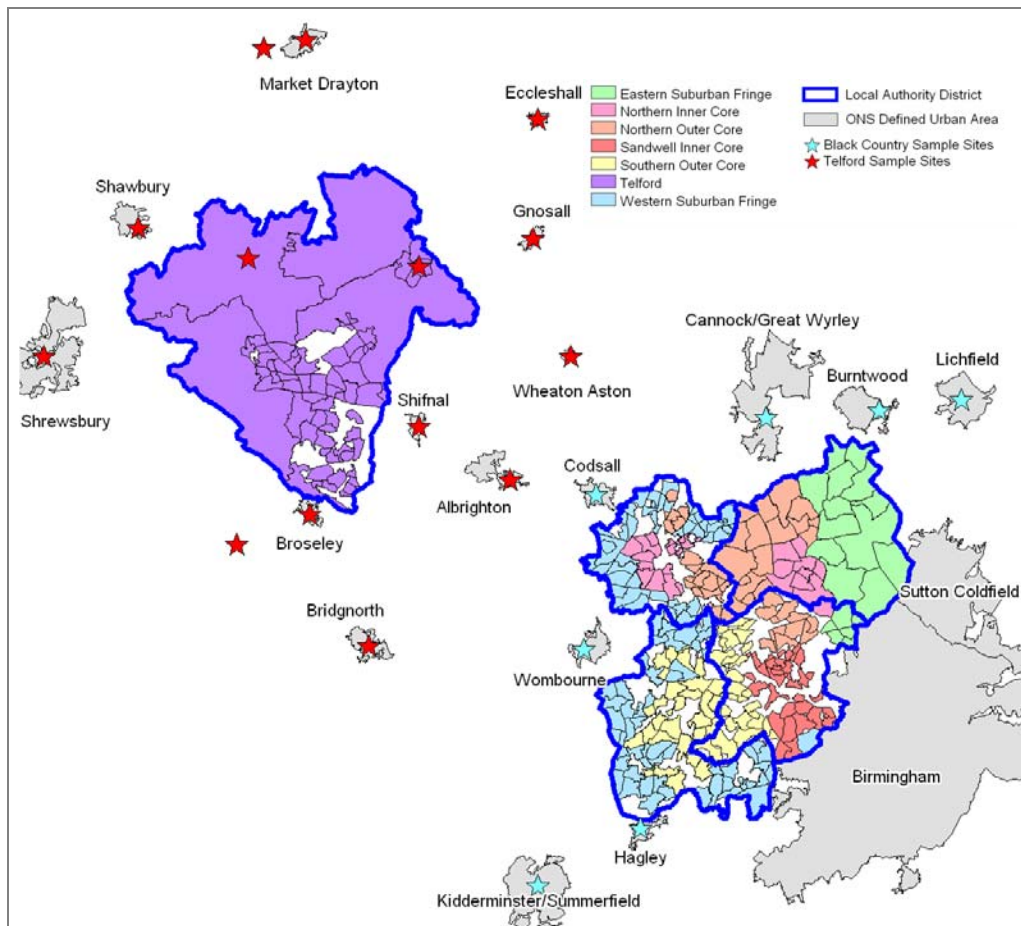 Market Drayton
Eccleshall
Eastern Suburban Fringe
Northern Inner Core
Northern Outer Core
Sandwell Inner Core
Southern Outer Core
Telford
Western Suburban Fringe
Local Authority District
ONS Defined Urban Area
Black Country Sample Sites
Telford Sample Sites
Shawbury
Gnosall
Cannock/Great Wyrley
Burntwood
Lichfield
Shrewsbury
Shifnal
Wheaton Aston
Codsall
Albrighton
Broseley
Sutton Coldfield
Bridgnorth
Wombourne
Birmingham
Hagley
Kidderminster/Summerfield